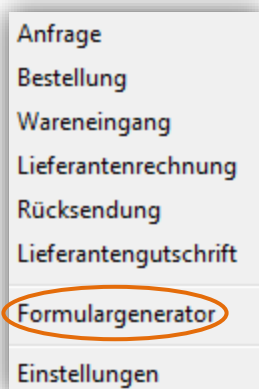 Anfrage
Bestellung
Wareneingang
Lieferantenrechnung
Rücksendung
Lieferantengutschrift
Formulargenerator
Einstellungen